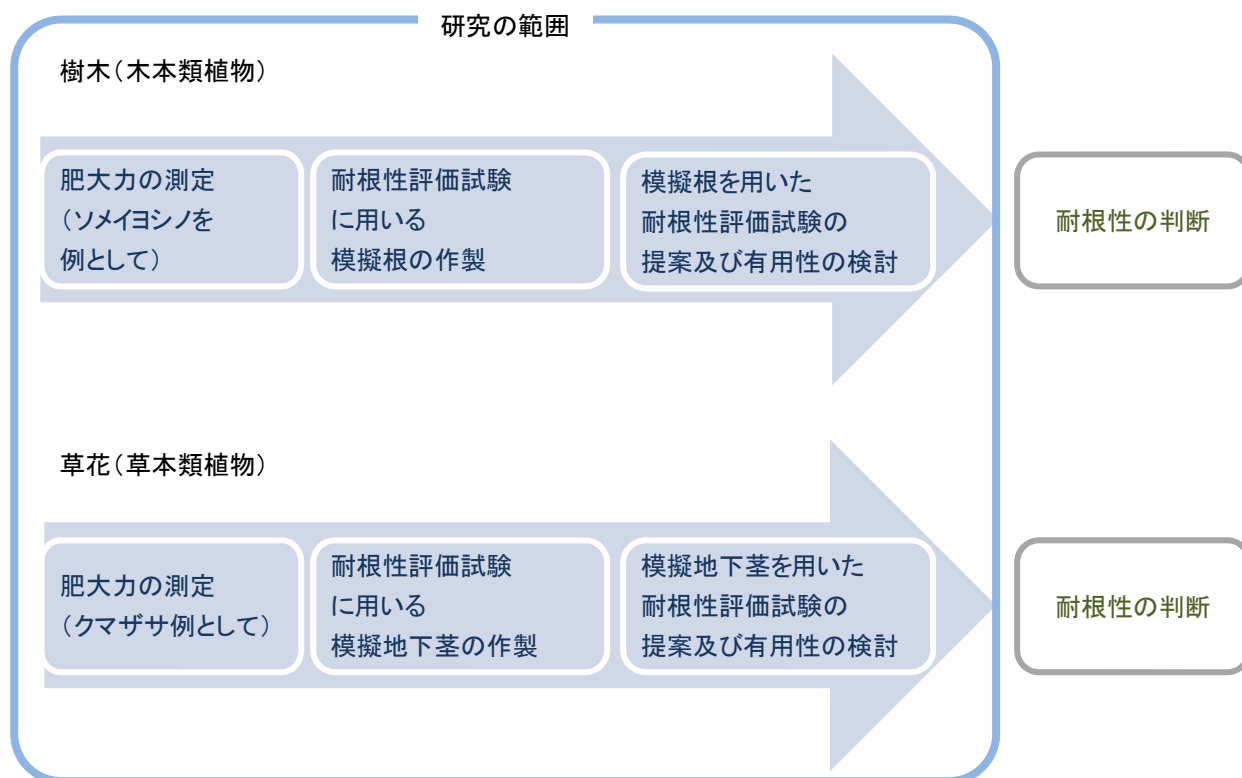 研究の範囲
樹木(木本類植物)
肥大力の測定
(ソメイヨシノを
例として)
耐根性評価試験
に用いる
模擬根の作製
模擬根を用いた
耐根性評価試験の
提案及び有用性の検討
耐根性の判断
草花(草本類植物)
肥大力の測定
(クマザサ例として)
耐根性評価試験
に用いる
模擬地下茎の作製
模擬地下茎を用いた
耐根性評価試験の
提案及び有用性の検討
耐根性の判断